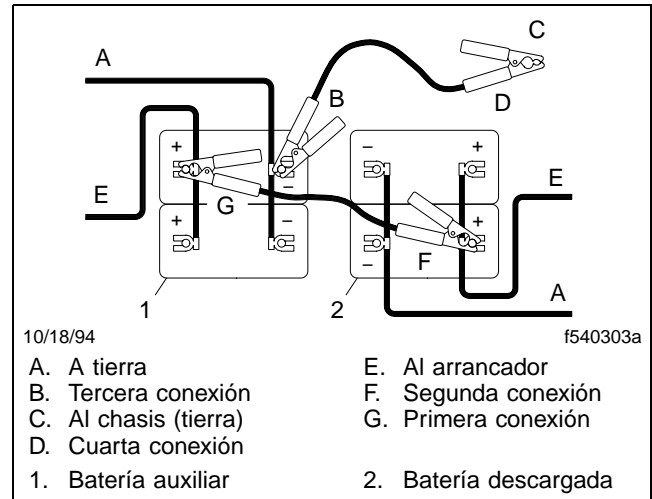 C
A
B
D
+
+
–
–
+
E
E
G
+
–
+
F
–
A
1
2
10/18/94
f540303a
A. A tierra
B. Tercera conexión
C. Al chasis (tierra)
D. Cuarta conexión
E. Al arrancador
F. Segunda conexión
G. Primera conexión
1. Batería auxiliar
2. Batería descargada